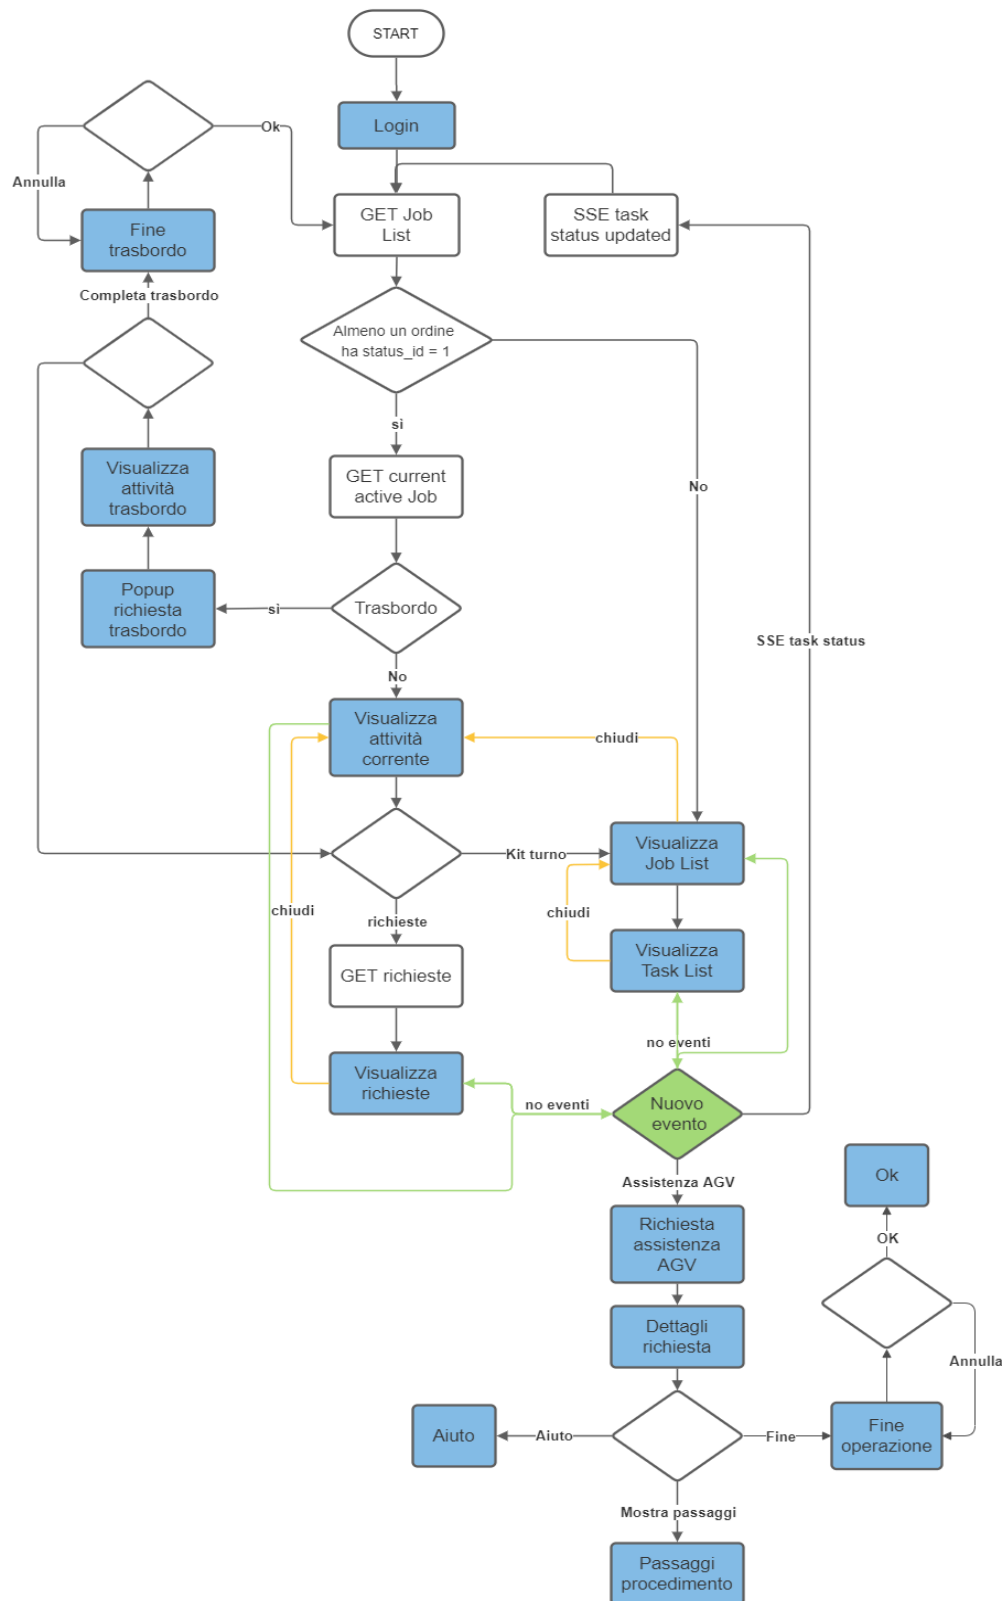 START
Login
Ok
Annulla
GET Job
List
SSE task
status updated
Fine
trasbordo
Completa trasbordo
Almeno un ordine
ha status_id = 1
si
No
GET current
active Job
Visualizza
attività
trasbordo
Popup
richiesta
trasbordo
si
Trasbordo
No
SSE task status
Visualizza
attività
corrente
chiudi
Visualizza
Job List
Kit turno
chiudi
chiudi
richieste
GET richieste
Visualizza
Task List
no eventi
Visualizza
richieste
no eventi
Nuovo
evento
Assistenza AGV
Richiesta
assistenza
AGV
Ok
OK
Dettagli
richiesta
Annulla
Aiuto
Aiuto
Fine
Fine
operazione
Mostra passaggi
Passaggi
procedimento